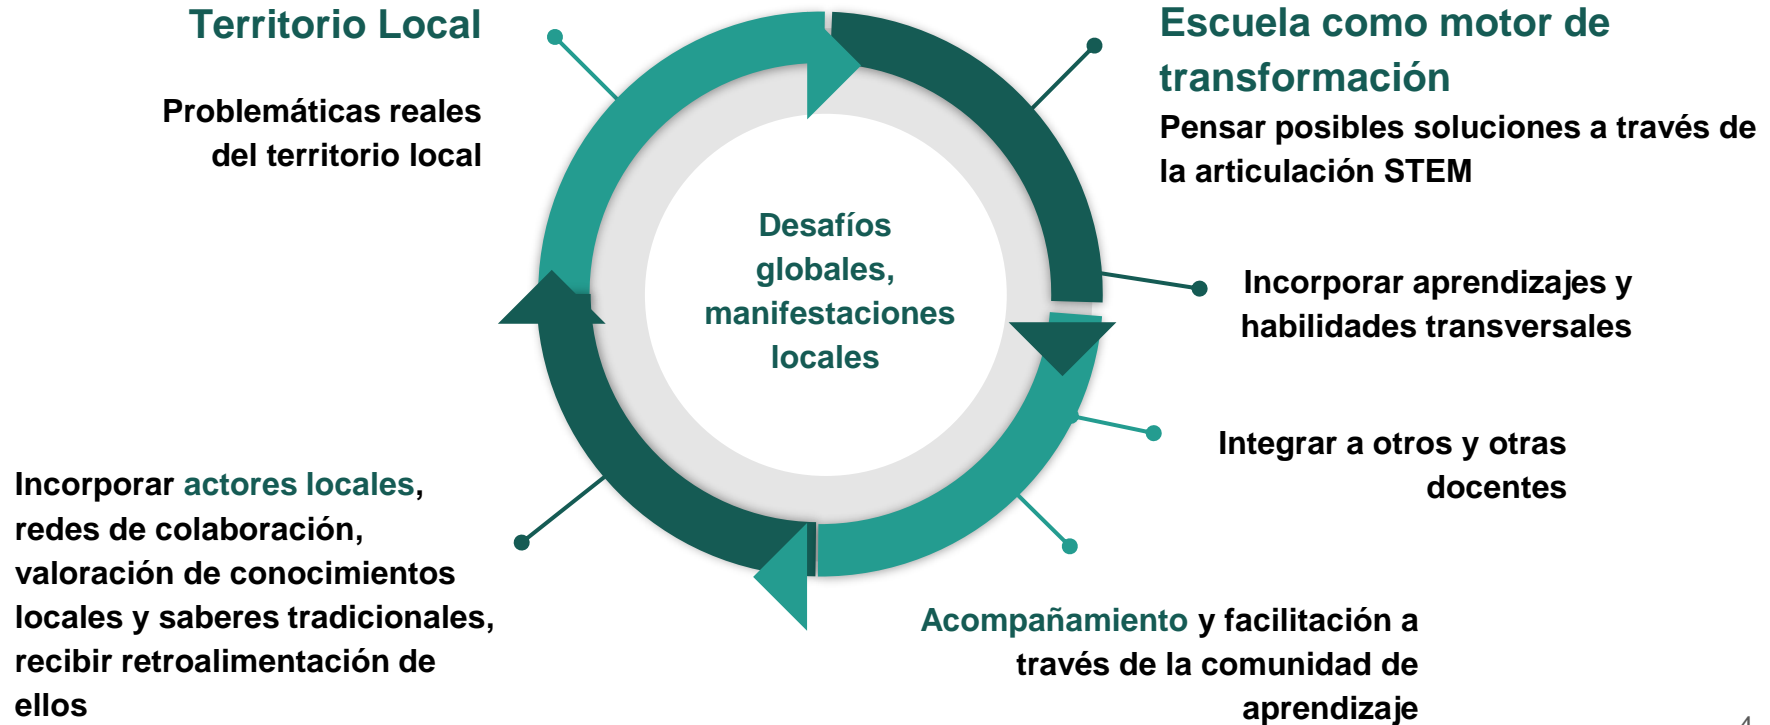 Territorio Local
Problemáticas reales
del territorio local
Escuela como motor de
transformación
Pensar posibles soluciones a través de
la articulación STEM
Desafíos
globales,
manifestaciones
locales
Incorporar aprendizajes y
habilidades transversales
Integrar a otros y otras
docentes
Incorporar actores locales,
redes de colaboración,
valoración de conocimientos
locales y saberes tradicionales,
recibir retroalimentación de
ellos
Acompañamiento y facilitación a
través de la comunidad de
aprendizaje